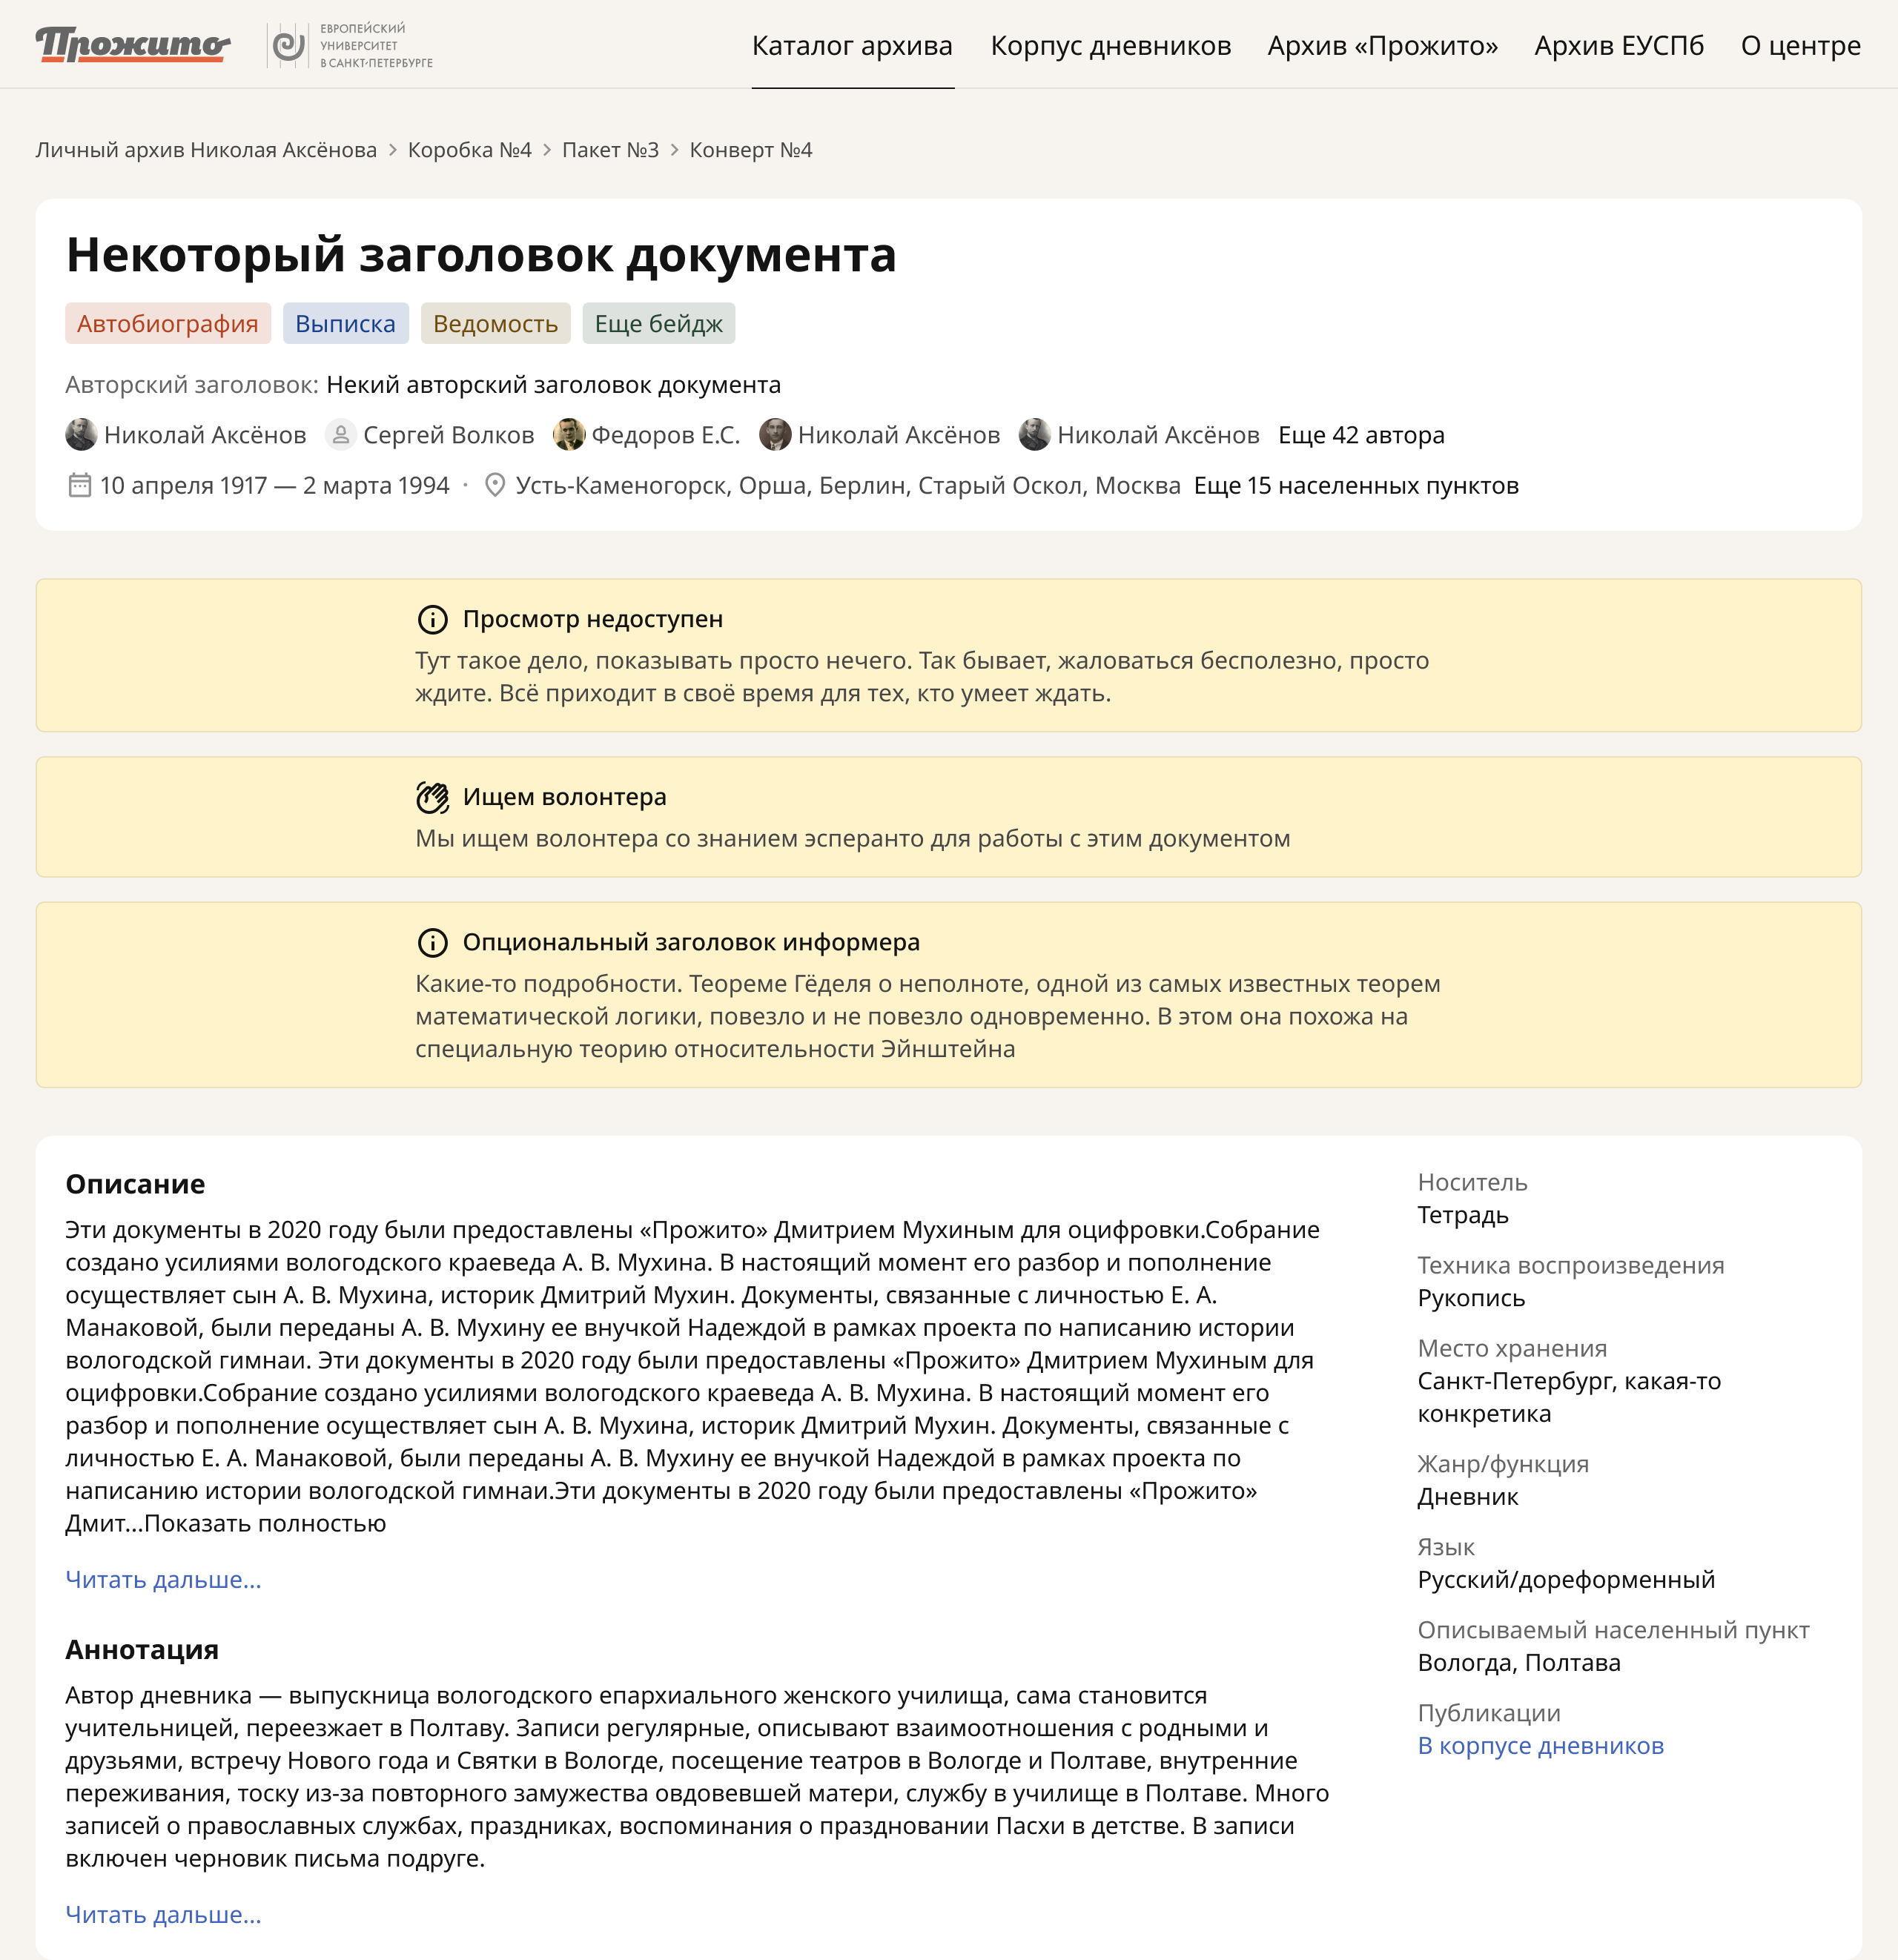 Прожито
ЕВРОПЕЙСКИЙ
УНИВЕРСИТЕТ
В САНКТ-ПЕТЕРБУРГЕ
Каталог архива Корпус дневников Архив «Прожито» Архив ЕУСПб О центре
Личный архив Николая Аксёнова > Коробка №4 > Пакет №3 > Конверт №4
Некоторый заголовок документа
Автобиография Выписка Ведомость Еще бейдж
Авторский заголовок: Некий авторский заголовок документа
Николай Аксёнов Сергей Волков Федоров Е.С. Николай Аксёнов Николай Аксёнов Еще 42 автора
10 апреля 1917 — 2 марта 1994 · Усть-Каменогорск, Орша, Берлин, Старый Оскол, Москва Еще 15 населенных пунктов
Просмотр недоступен
Тут такое дело, показывать просто нечего. Так бывает, жаловаться бесполезно, просто
ждите. Всё приходит в своё время для тех, кто умеет ждать.
Ищем волонтера
Мы ищем волонтера со знанием эсперанто для работы с этим документом
Опциональный заголовок информера
Какие-то подробности. Теореме Гёделя о неполноте, одной из самых известных теорем
математической логики, повезло и не повезло одновременно. В этом она похожа на
специальную теорию относительности Эйнштейна
Описание
Эти документы в 2020 году были предоставлены «Прожито» Дмитрием Мухиным для оцифровки.Собрание
создано усилиями вологодского краеведа А. В. Мухина. В настоящий момент его разбор и пополнение
осуществляет сын А. В. Мухина, историк Дмитрий Мухин. Документы, связанные с личностью Е. А.
Манаковой, были переданы А. В. Мухину ее внучкой Надеждой в рамках проекта по написанию истории
вологодской гимнаи. Эти документы в 2020 году были предоставлены «Прожито» Дмитрием Мухиным для
оцифровки.Собрание создано усилиями вологодского краеведа А. В. Мухина. В настоящий момент его
разбор и пополнение осуществляет сын А. В. Мухина, историк Дмитрий Мухин. Документы, связанные с
личностью Е. А. Манаковой, были переданы А. В. Мухину ее внучкой Надеждой в рамках проекта по
написанию истории вологодской гимнаи.Эти документы в 2020 году были предоставлены «Прожито»
Дмит...Показать полностью
Читать дальше...
Аннотация
Автор дневника — выпускница вологодского епархиального женского училища, сама становится
учительницей, переезжает в Полтаву. Записи регулярные, описывают взаимоотношения с родными и
друзьями, встречу Нового года и Святки в Вологде, посещение театров в Вологде и Полтаве, внутренние
переживания, тоску из-за повторного замужества овдовевшей матери, службу в училище в Полтаве. Много
записей о православных службах, праздниках, воспоминания о праздновании Пасхи в детстве. В записи
включен черновик письма подруге.
Читать дальше...
Носитель
Тетрадь
Техника воспроизведения
Рукопись
Место хранения
Санкт-Петербург, какая-то
конкретика
Жанр/функция
Дневник
Язык
Русский/дореформенный
Описываемый населенный пункт
Вологда, Полтава
Публикации
В корпусе дневников